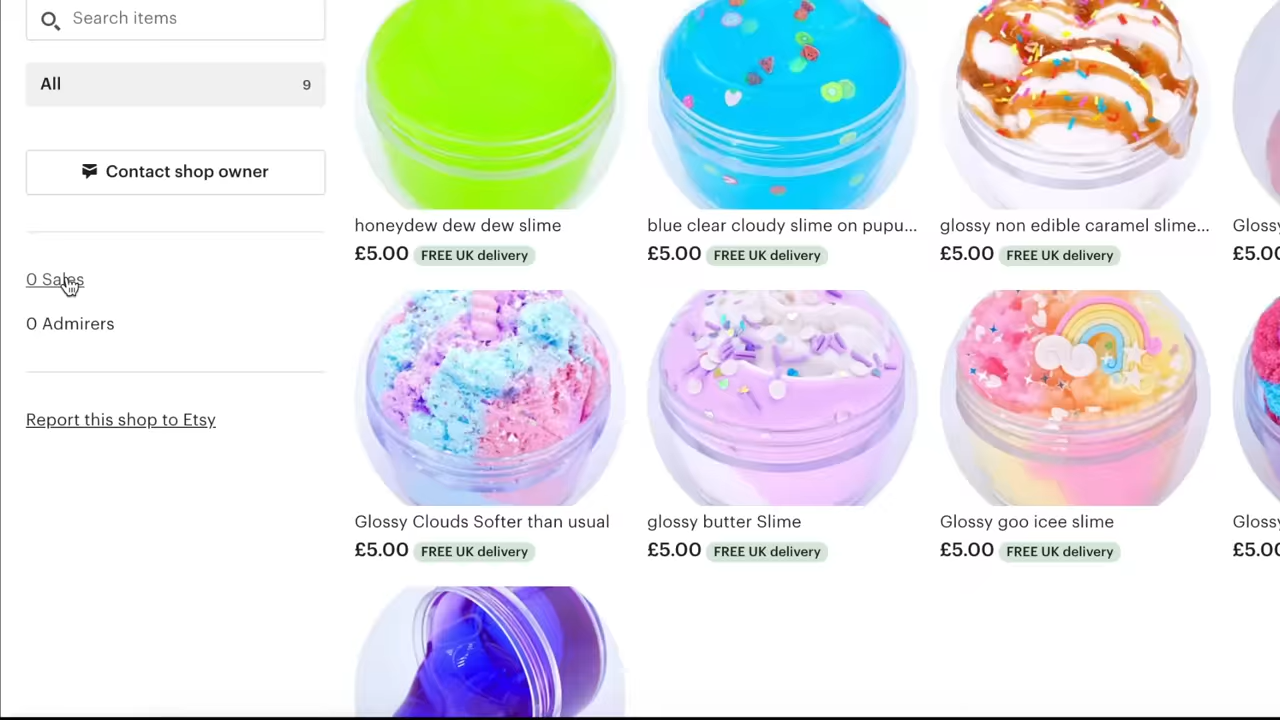 Search items
All
9
Contact shop owner
0 Sales
0 Admirers
Report this shop to Etsy
honeydew dew dew slime
£5.00 FREE UK delivery
blue clear cloudy slime on pupu...
£5.00 FREE UK delivery
glossy non edible caramel slime...
£5.00 FREE UK delivery
Glossy
£5.00
Glossy Clouds Softer than usual
£5.00 FREE UK delivery
glossy butter Slime
£5.00 FREE UK delivery
Glossy goo icee slime
£5.00 FREE UK delivery
Glossy
£5.00